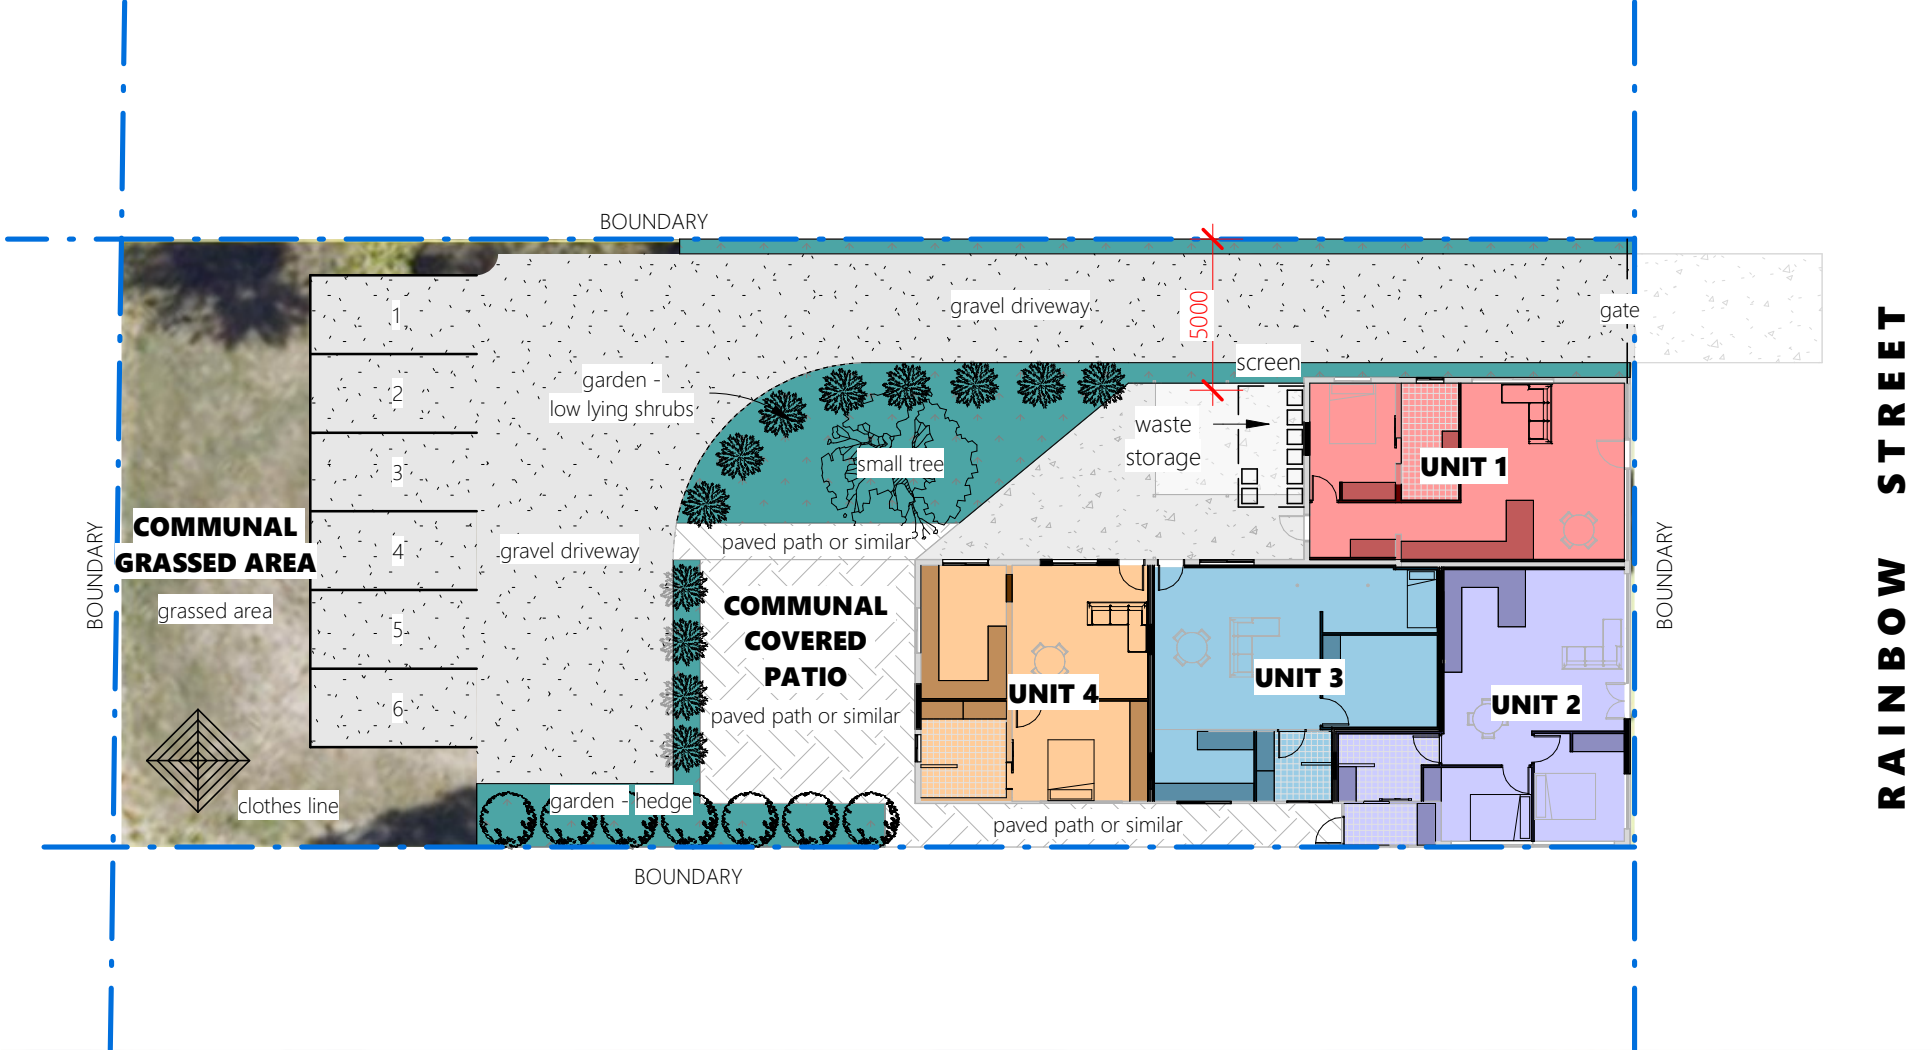 BOUNDARY
gravel driveway
5000
gate
screen
1
2
3
4
5
6
garden -
low lying shrubs
small tree
waste
storage
UNIT 1
BOUNDARY
COMMUNAL
GRASSED AREA
grassed area
clothes line
gravel driveway
paved path or similar
COMMUNAL
COVERED
PATIO
paved path or similar
UNIT 4
UNIT 3
UNIT 2
garden - hedge
paved path or similar
BOUNDARY
BOUNDARY
RAINBOW STREET